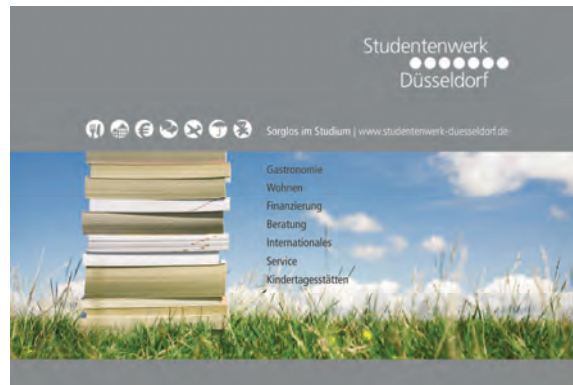 Studentenwerk
Düsseldorf
Sorglos im Studium | www.studentenwerk-duesseldorf.de
Gastronomie
Wohnen
Finanzierung
Beratung
Internationales
Service
Kindertagesstätten